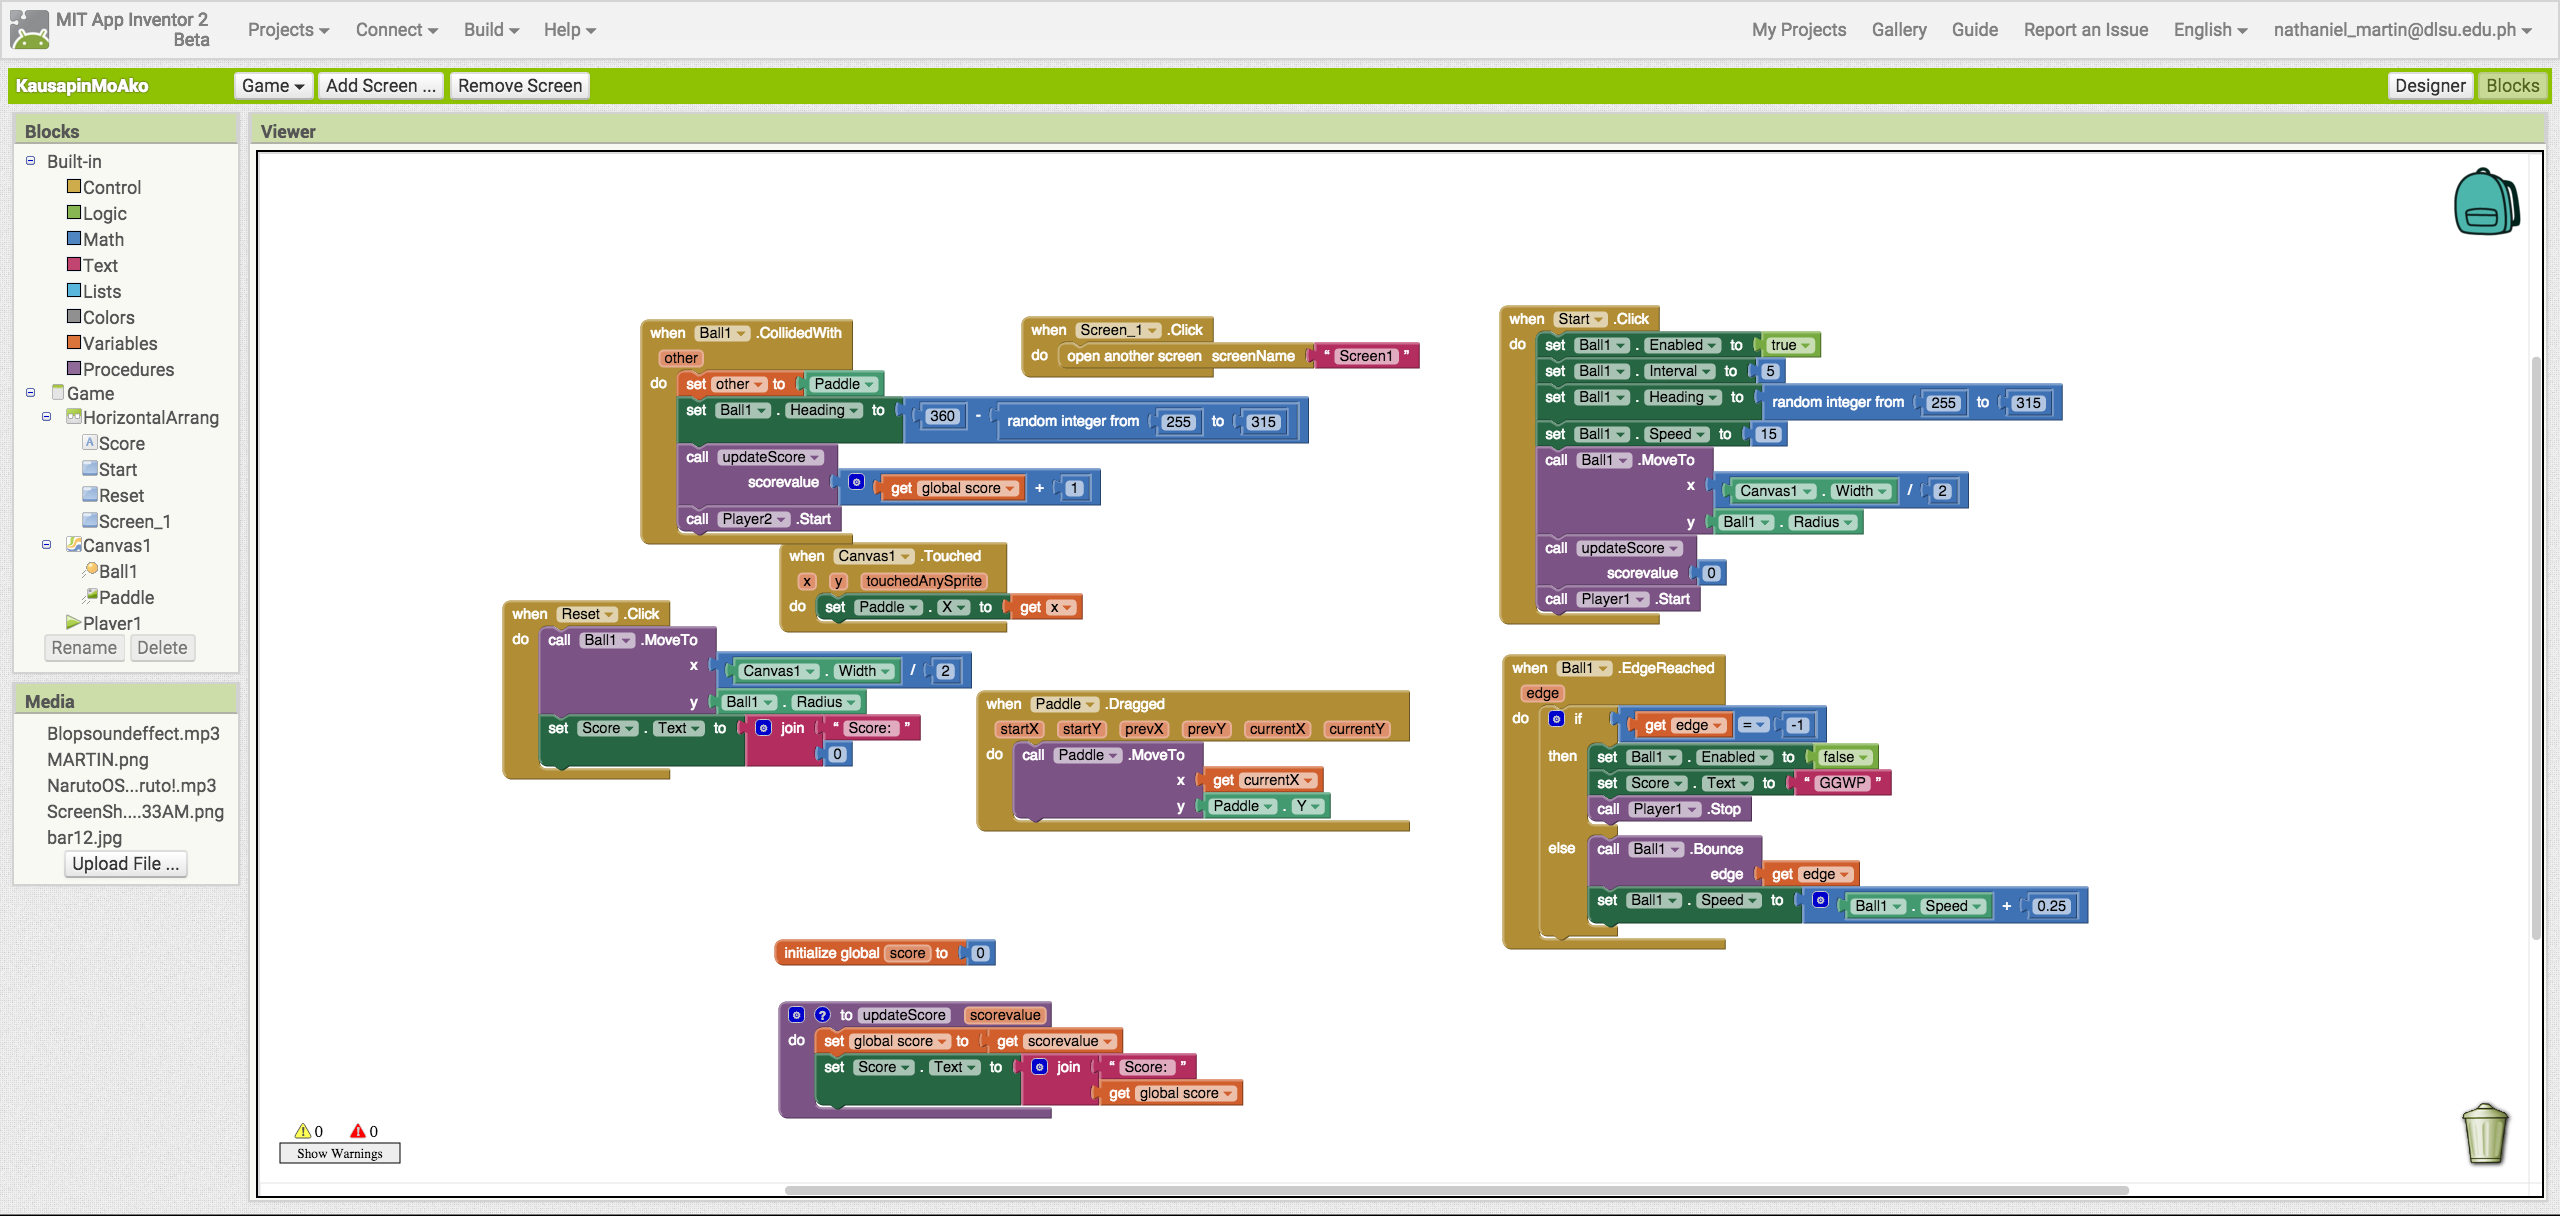 MIT App Inventor 2
Beta
Projects Connect Build Help
My Projects Gallery Guide Report an Issue English nathaniel_martin@dlsu.edu.ph
KausapinMoAko Game Add Screen ... Remove Screen Designer Blocks
Blocks
Built-in
Control
Logic
Math
Text
Lists
Colors
Variables
Procedures
Game
HorizontalArrang
Score
Start
Reset
Screen_1
Canvas1
Ball1
Paddle
Player1
Rename Delete
Media
Blopsoundeffect.mp3
MARTIN.png
NarutoOS...ruto!.mp3
ScreenSh....33AM.png
bar12.jpg
Upload File ...
Viewer
when Ball1 .CollidedWith
other
do set other to Paddle
set Ball1 . Heading to 360 - random integer from 255 to 315
call updateScore
scorevalue get global score + 1
call Player2 .Start
when Screen_1 .Click
do open another screen screenName “ Screen1 ”
when Start .Click
do set Ball1 . Enabled to true
set Ball1 . Interval to 5
set Ball1 . Heading to random integer from 255 to 315
set Ball1 . Speed to 15
call Ball1 .MoveTo
x Canvas1 . Width / 2
y Ball1 . Radius
call updateScore
scorevalue 0
call Player1 .Start
when Canvas1 .Touched
x y touchedAnySprite
do set Paddle . X to get x
when Reset .Click
do call Ball1 .MoveTo
x Canvas1 . Width / 2
y Ball1 . Radius
set Score . Text to join “ Score: ”
0
when Paddle .Dragged
startX startY prevX prevY currentX currentY
do call Paddle .MoveTo
x get currentX
y Paddle . Y
when Ball1 .EdgeReached
edge
do if get edge = -1
then set Ball1 . Enabled to false
set Score . Text to “ GGWP ”
call Player1 .Stop
else call Ball1 .Bounce
edge get edge
set Ball1 . Speed to Ball1 . Speed + 0.25
initialize global score to 0
? to updateScore scorevalue
do set global score to get scorevalue
set Score . Text to join “ Score: ”
get global score
0 0
Show Warnings